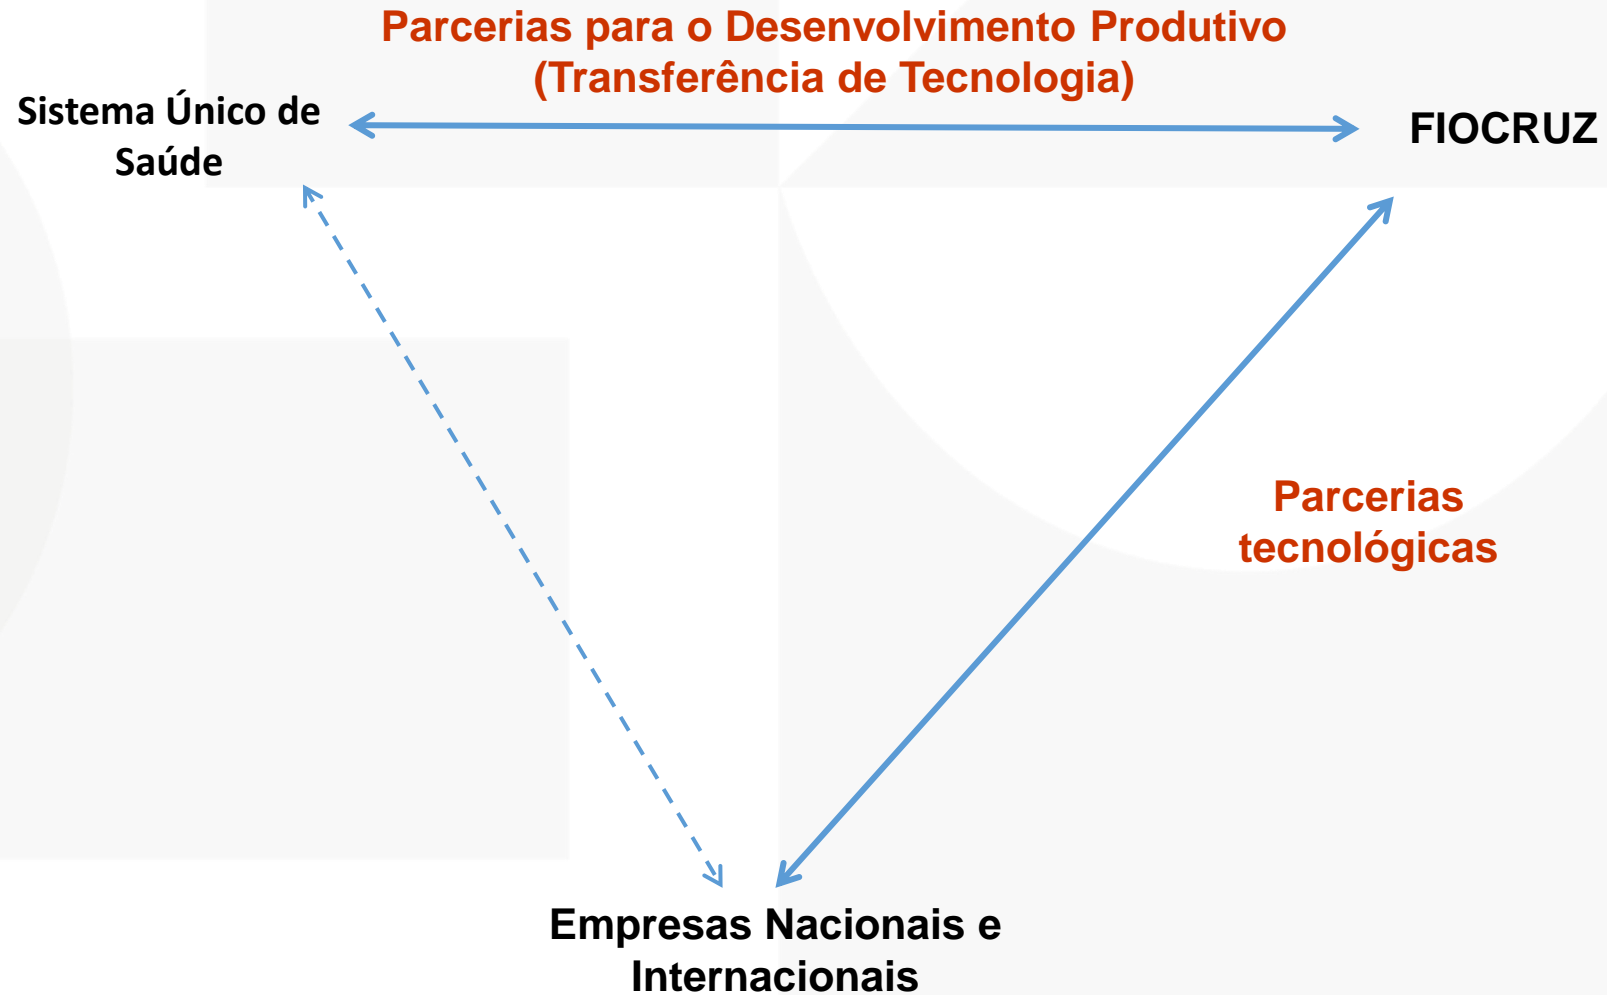 Parcerias para o Desenvolvimento Produtivo
(Transferência de Tecnologia)
Sistema Único de
Saúde
FIOCRUZ
Parcerias
tecnológicas
Empresas Nacionais e
Internacionais